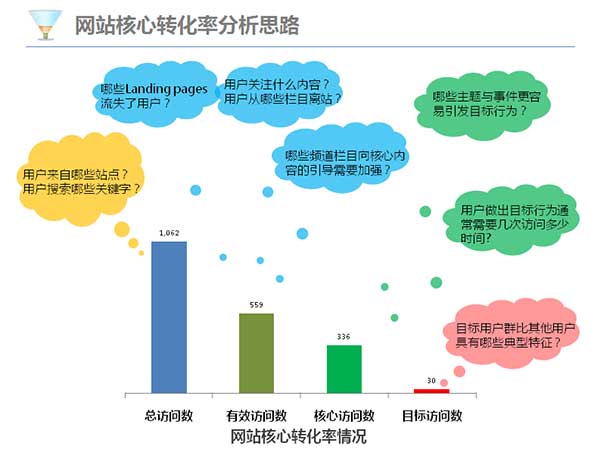 网站核心转化率分析思路
哪些Landing pages
流失了用户？
用户关注什么内容？
用户从哪些栏目离站？
哪些主题与事件更容
易引发目标行为？
用户来自哪些站点？
用户搜索哪些关键字？
哪些频道栏目向核心内
容的引导需要加强？
用户做出目标行为通
常需要几次访问多少
时间?
目标用户群比其他用户
具有哪些典型特征？
1,062
559
336
30
总访问数
有效访问数
核心访问数
目标访问数
网站核心转化率情况